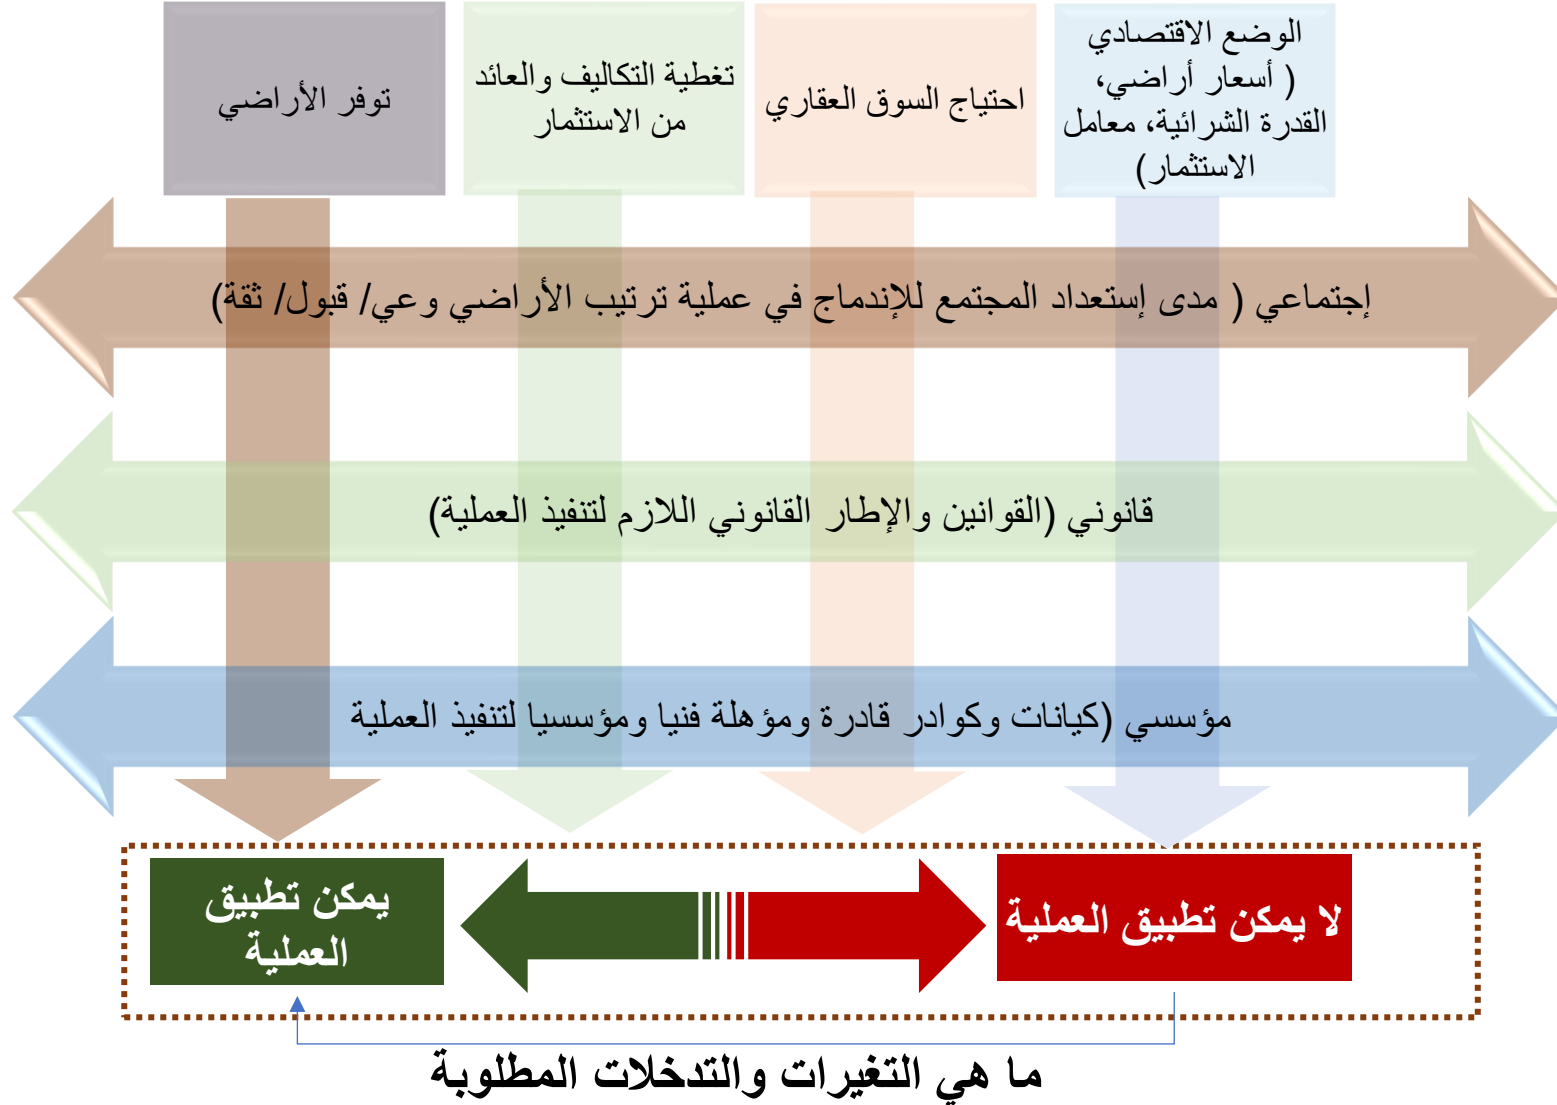 الوضع الاقتصادي
( أسعار أراضي،
القدرة الشرائية، معامل
الاستثمار)
احتياج السوق العقاري
تغطية التكاليف والعائد
من الاستثمار
توفر الأراضي
إجتماعي ( مدى إستعداد المجتمع للإندماج في عملية ترتيب الأراضي وعي/ قبول/ ثقة)
قانوني (القوانين والإطار القانوني اللازم لتنفيذ العملية)
مؤسسي (كيانات وكوادر قادرة ومؤهلة فنيا ومؤسسيا لتنفيذ العملية
لا يمكن تطبيق العملية
يمكن تطبيق
العملية
ما هي التغيرات والتدخلات المطلوبة